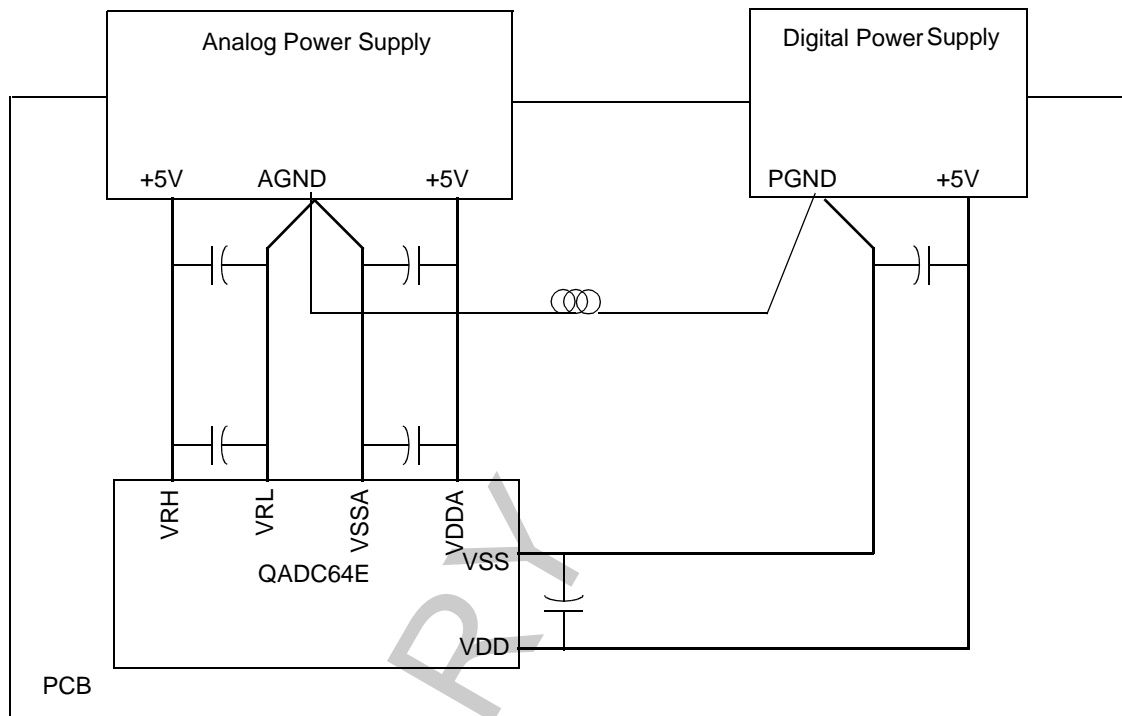 Analog Power Supply
Digital Power Supply
+5V
AGND
+5V
PGND
+5V
VRH
VRL
VSSA
VDDA
VSS
QADC64E
VDD
PCB
RY